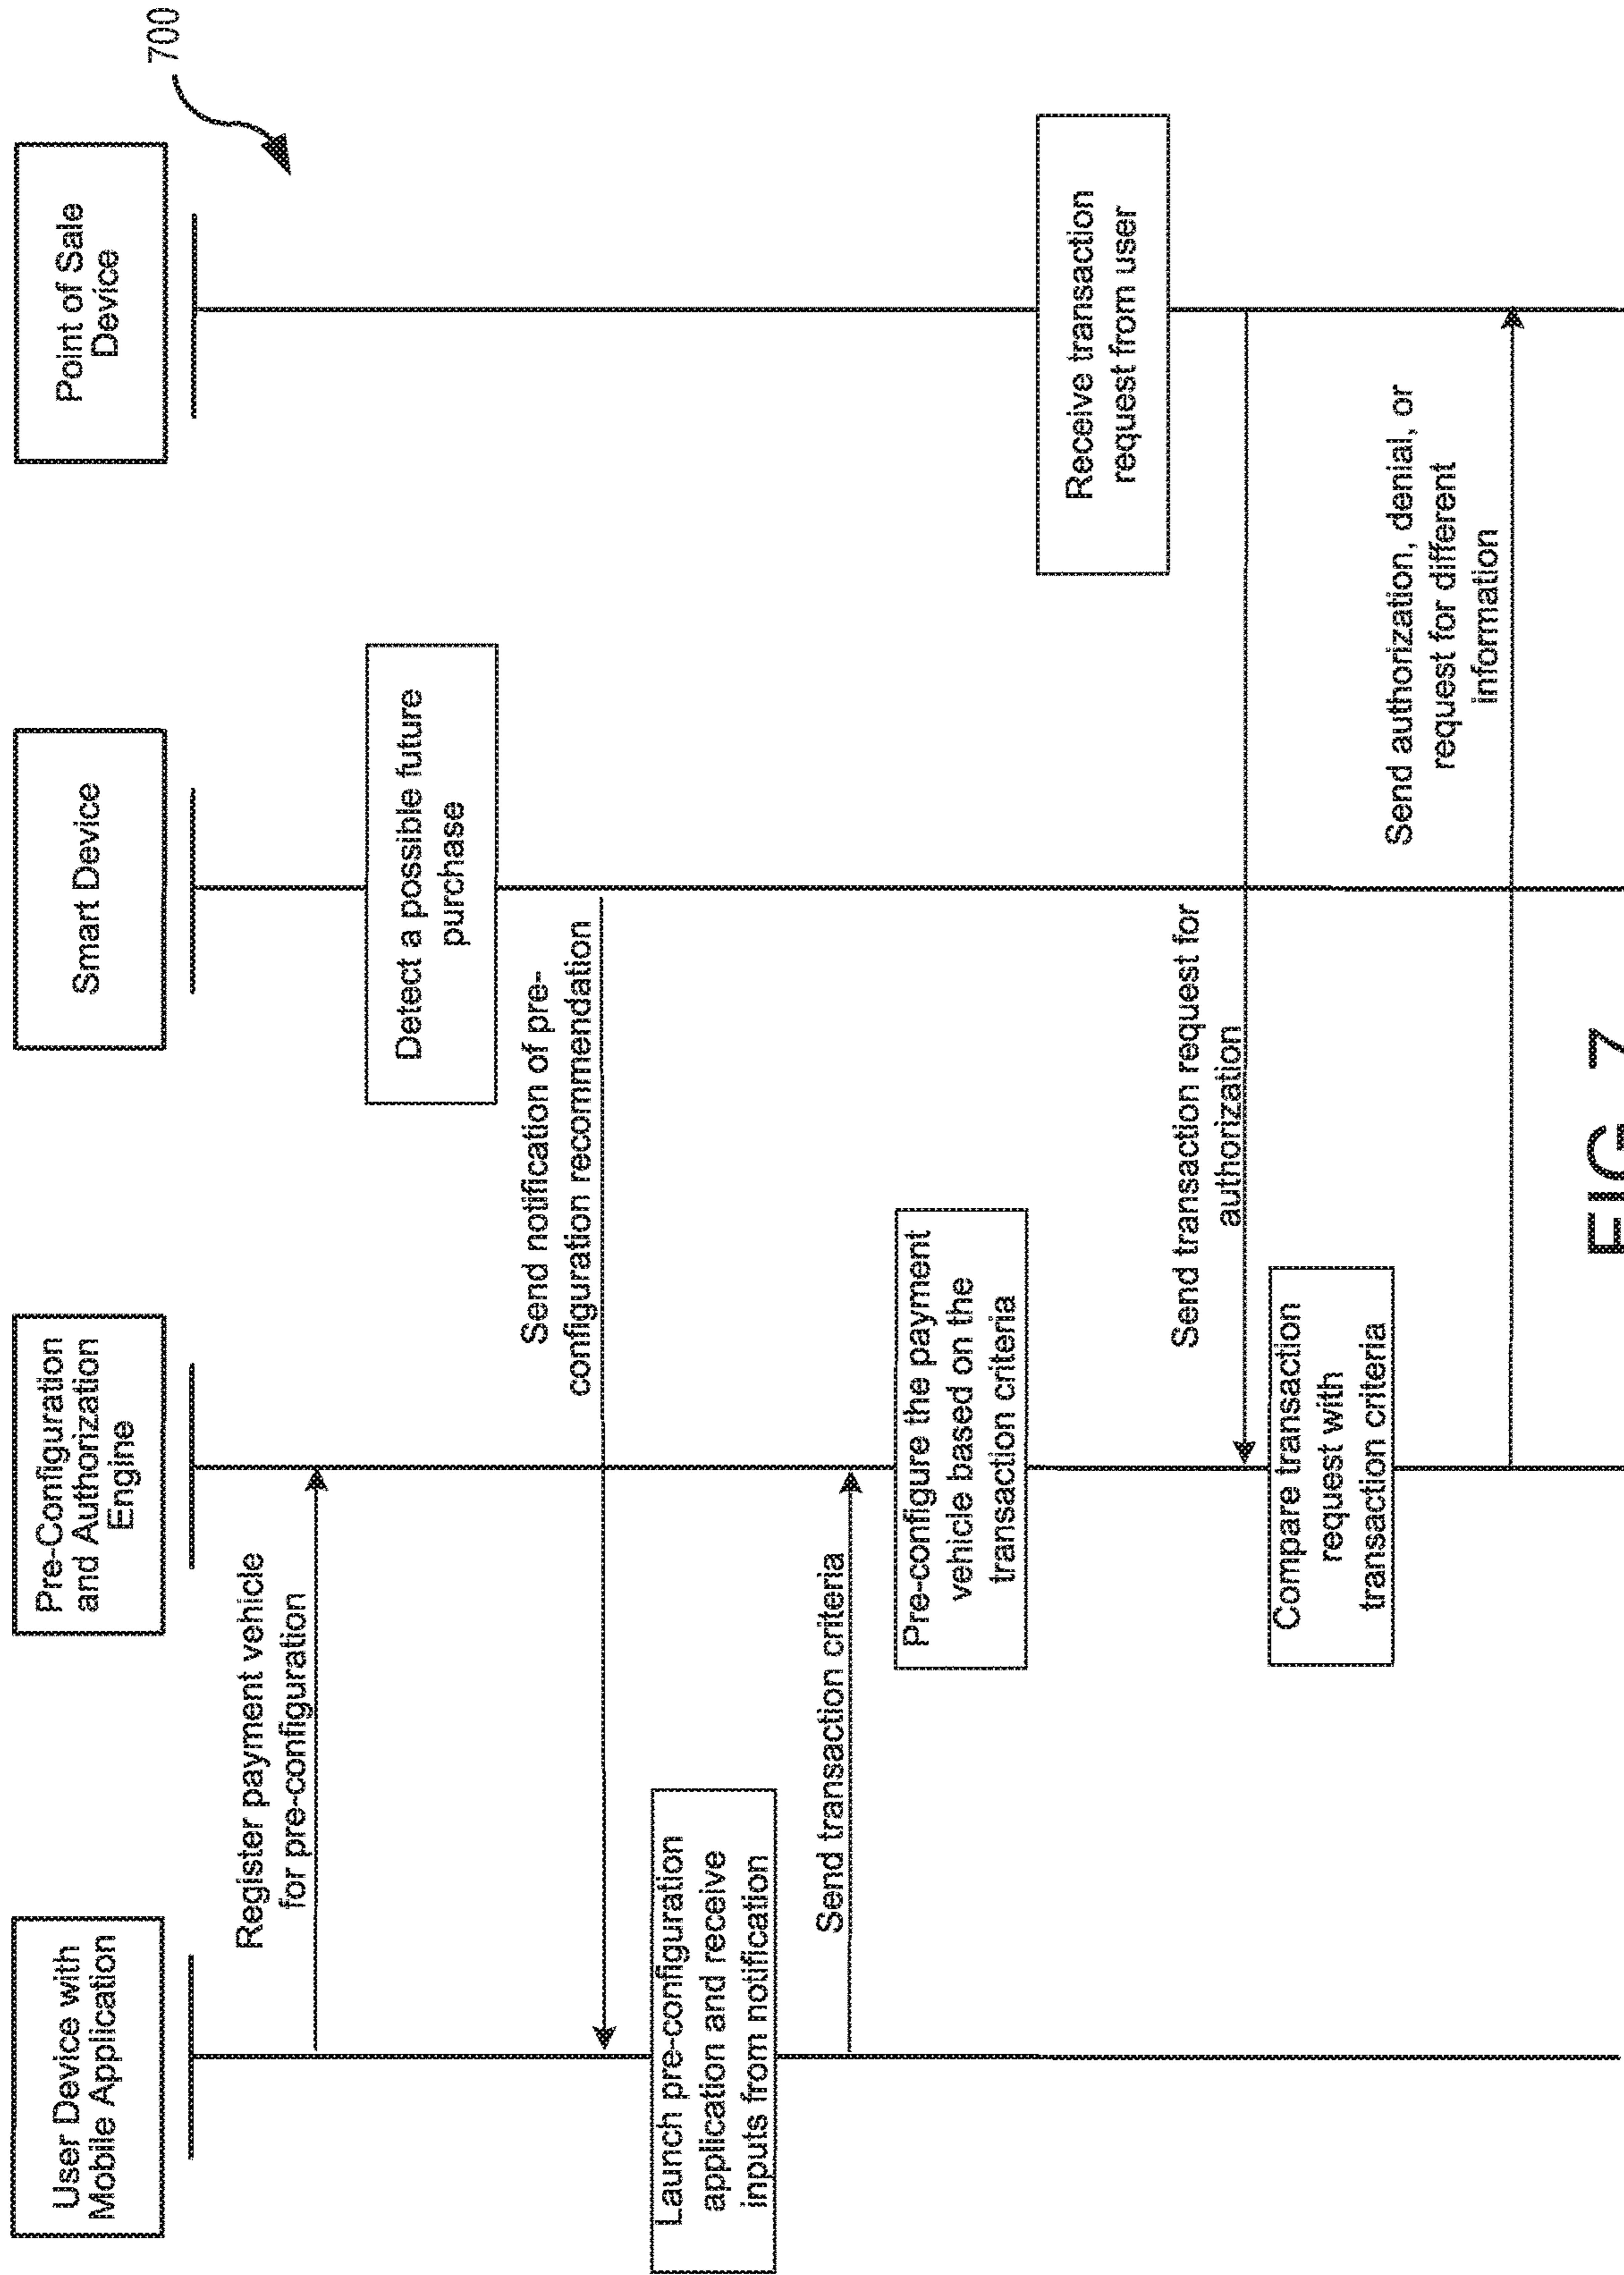 700
User Device with
Mobile Application
Pre-Configuration
and Authorization
Engine
Smart Device
Point of Sale
Device
Register payment vehicle
for pre-configuration
Detect a possible future
purchase
Send notification of pre-
configuration recommendation
Launch pre-configuration
application and receive
inputs from notification
Send transaction criteria
Pre-configure the payment
vehicle based on the
transaction criteria
Receive transaction
request from user
Send transaction request for
authorization
Compare transaction
request with
transaction criteria
Send authorization, denial, or
request for different
information
FIG 7